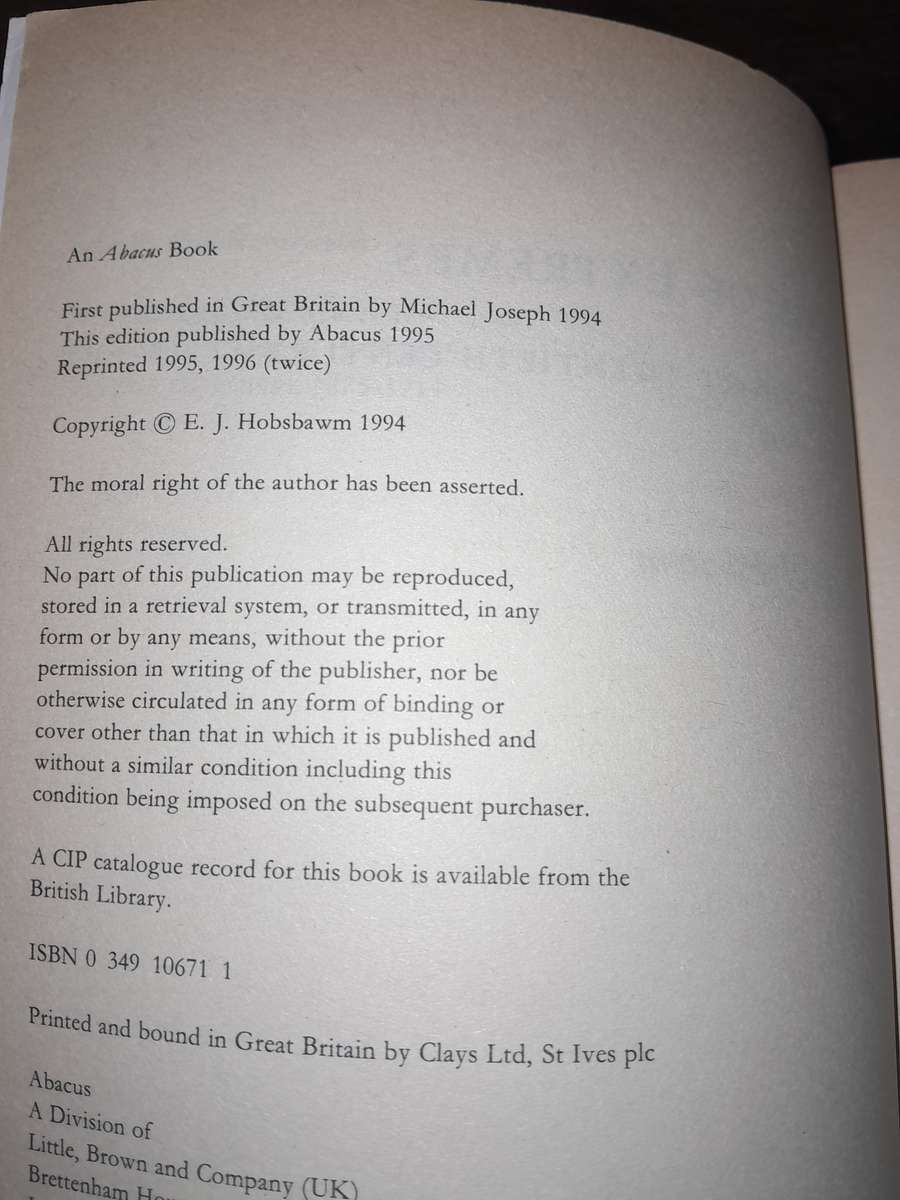 An Abacus Book
First published in Great Britain by Michael Joseph 1994
This edition published by Abacus 1995
Reprinted 1995, 1996 (twice)
Copyright © E. J. Hobsbawm 1994
The moral right of the author has been asserted.
All rights reserved.
No part of this publication may be reproduced,
stored in a retrieval system, or transmitted, in any
form or by any means, without the prior
permission in writing of the publisher, nor be
otherwise circulated in any form of binding or
cover other than that in which it is published and
without a similar condition including this
condition being imposed on the subsequent purchaser.
A CIP catalogue record for this book is available from the
British Library.
ISBN 0 349 10671 1
Printed and bound in Great Britain by Clays Ltd, St Ives plc
Abacus
A Division of
Little, Brown and Company (UK)
Brettenham